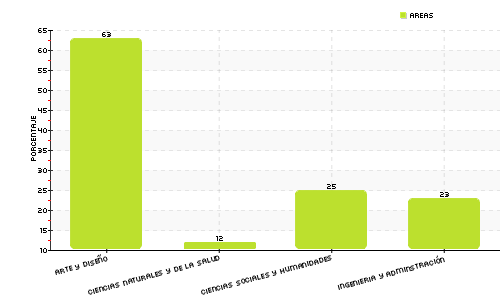 AREAS
PORCENTAJE
65
60
55
50
45
40
35
30
25
20
15
10
63
12
25
23
ARTE Y DISEÑO
CIENCIAS NATURALES Y DE LA SALUD
CIENCIAS SOCIALES Y HUMANIDADES
INGENIERIA Y ADMINISTRACIÓN